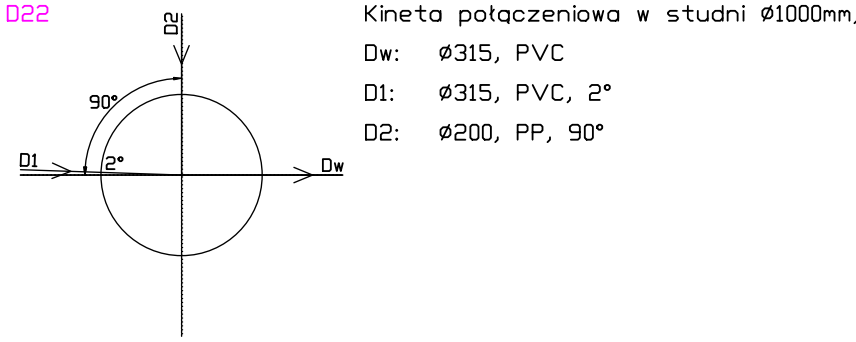 D22
Kineta połączeniowa w studni Ø1000mm,
Dw: Ø315, PVC
D1: Ø315, PVC, 2°
D2: Ø200, PP, 90°
D2
90°
D1
2°
Dw